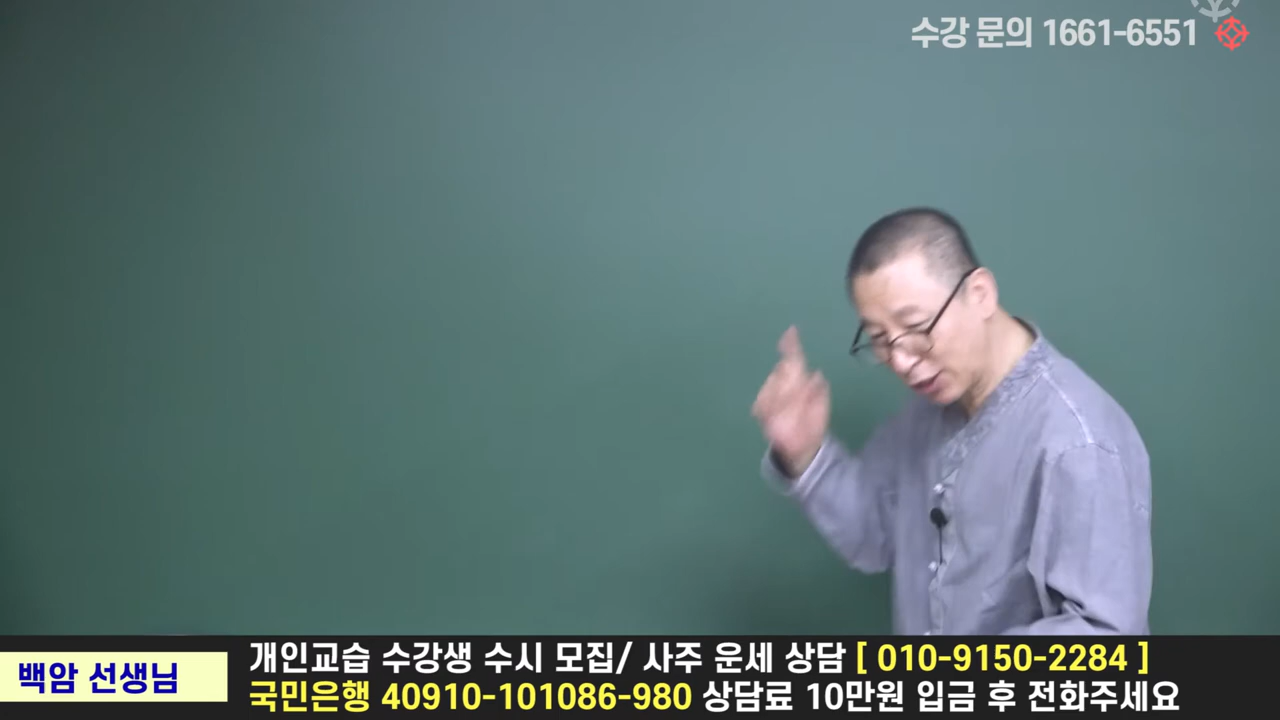 수강 문의 1661-6551
백암 선생님
개인교습 수강생 수시 모집/ 사주 운세 상담 [ 010-9150-2284 ]
국민은행 40910-101086-980 상담료 10만원 입금 후 전화주세요